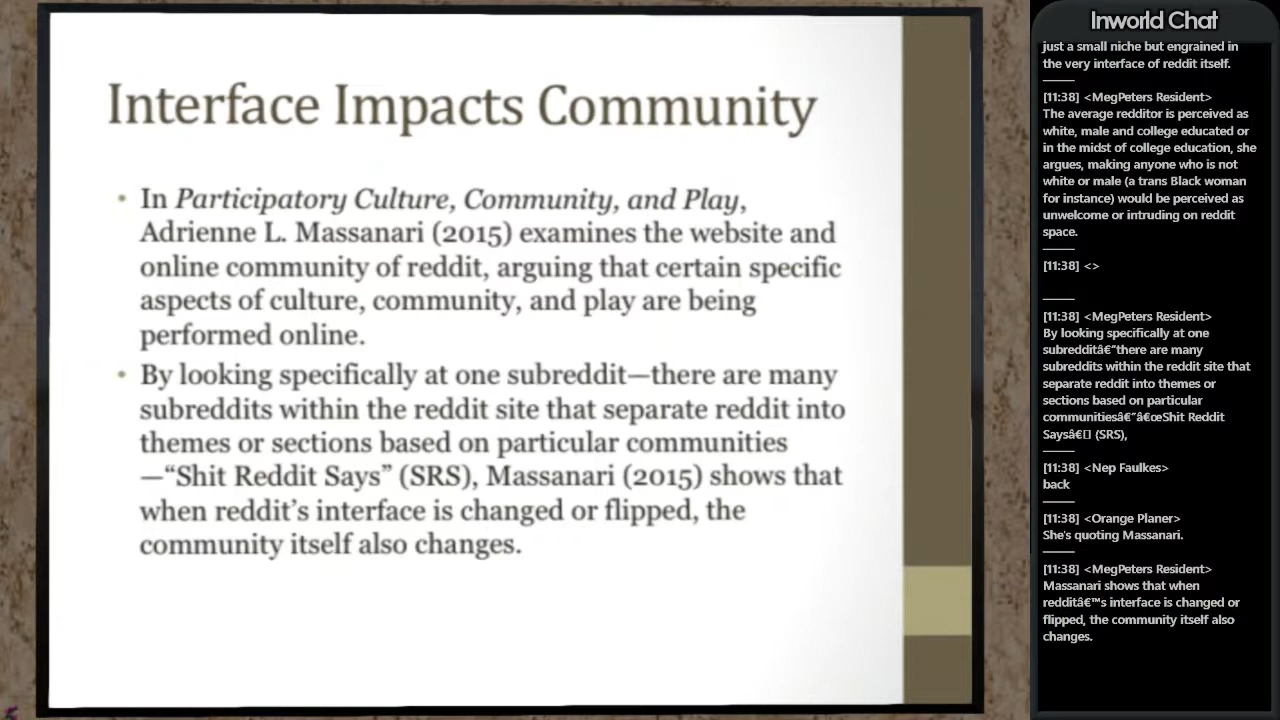 Interface Impacts Community
• In Participatory Culture, Community, and Play,
Adrienne L. Massanari (2015) examines the website and
online community of reddit, arguing that certain specific
aspects of culture, community, and play are being
performed online.
• By looking specifically at one subreddit—there are many
subreddits within the reddit site that separate reddit into
themes or sections based on particular communities
—“Shit Reddit Says” (SRS), Massanari (2015) shows that
when reddit’s interface is changed or flipped, the
community itself also changes.
Inworld Chat
just a small niche but engrained in
the very interface of reddit itself.
[11:38] <MegPeters Resident>
The average redditor is perceived as
white, male and college educated or
in the midst of college education, she
argues, making anyone who is not
white or male (a trans Black woman
for instance) would be perceived as
unwelcome or intruding on reddit
space.
[11:38] <>
[11:38] <MegPeters Resident>
By looking specifically at one
subredditâ€”there are many
subreddits within the reddit site that
separate reddit into themes or
sections based on particular
communitiesâ€”â€œShit Reddit
Saysâ€▯ (SRS),
[11:38] <Nep Faulkes>
back
[11:38] <Orange Planer>
She's quoting Massanari.
[11:38] <MegPeters Resident>
Massanari shows that when
redditâ€™s interface is changed or
flipped, the community itself also
changes.